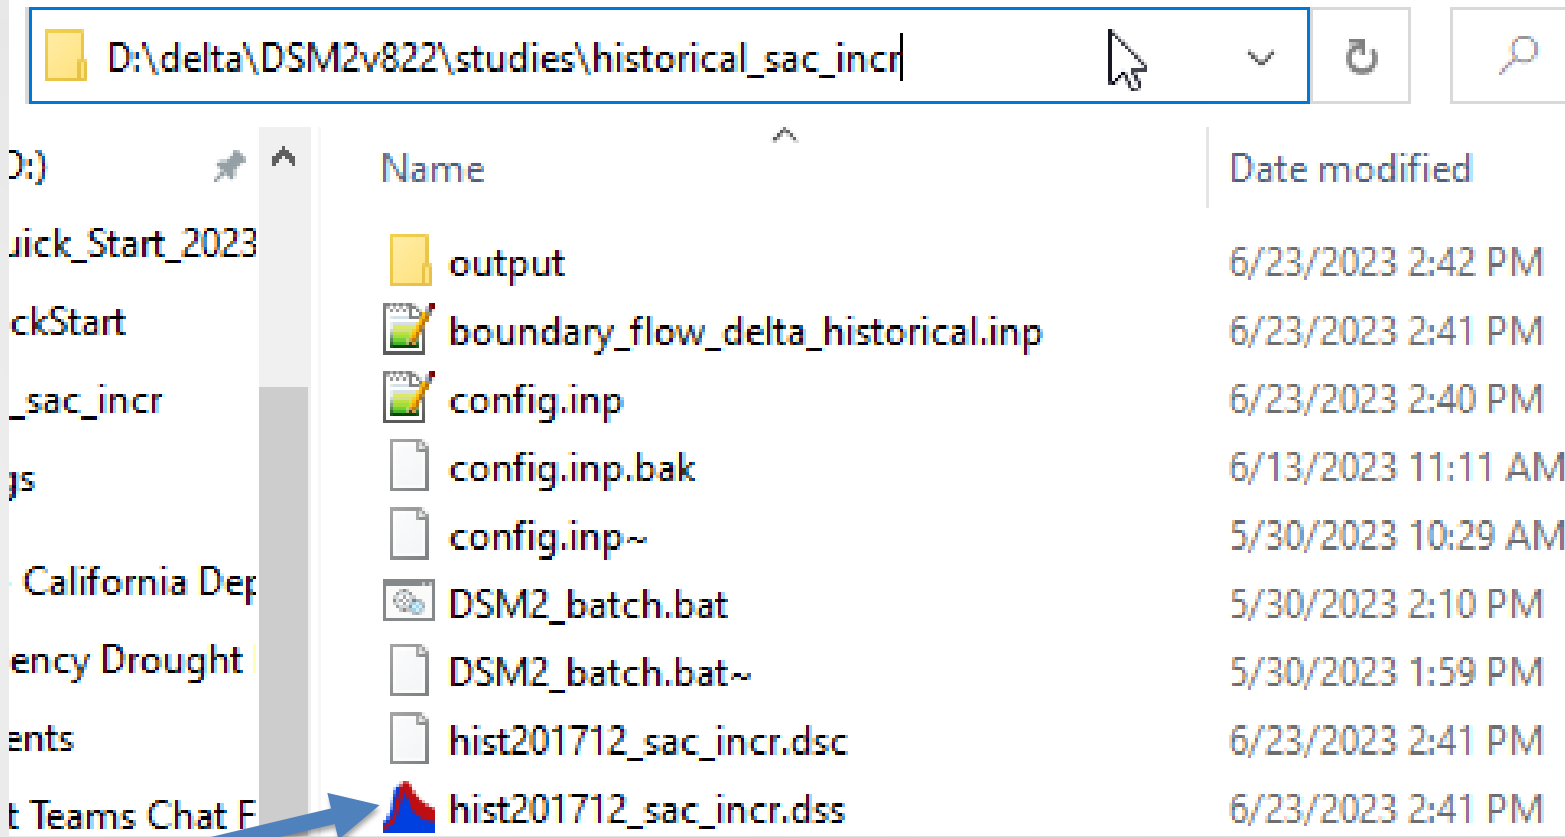 D:\delta\DSM2v822\studies\historical_sac_incr
D:)
uick_Start_2023
ckStart
_sac_incr
gs
California Dep
ency Drought
ents
t Teams Chat F
Name Date modified
output 6/23/2023 2:42 PM
boundary_flow_delta_historical.inp 6/23/2023 2:41 PM
config.inp 6/23/2023 2:40 PM
config.inp.bak 6/13/2023 11:11 AM
config.inp~ 5/30/2023 10:29 AM
DSM2_batch.bat 5/30/2023 2:10 PM
DSM2_batch.bat~ 5/30/2023 1:59 PM
hist201712_sac_incr.dsc 6/23/2023 2:41 PM
hist201712_sac_incr.dss 6/23/2023 2:41 PM